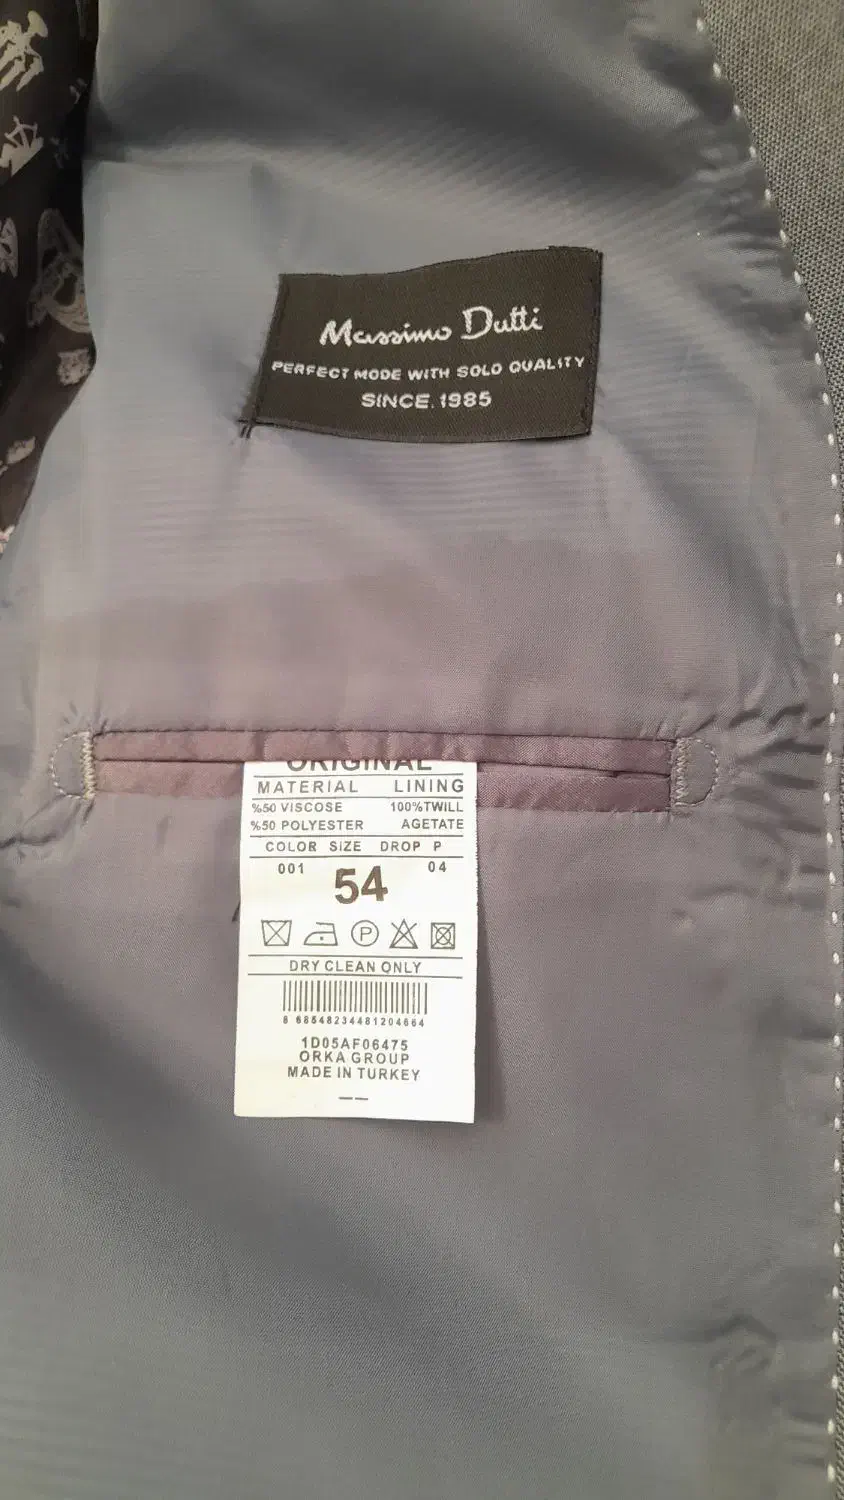 Massimo Dutti
PERFECT MODE WITH SOLD QUALITY
SINCE.1985
ORIGINAL
MATERIAL LINING
%50 VISCOSE 100%TWILL
%50 POLYESTER AGETATE
COLOR SIZE DROP P
001 54 04
P
DRY CLEAN ONLY
8 68548234481204664
1D05AF06475
ORKA GROUP
MADE IN TURKEY